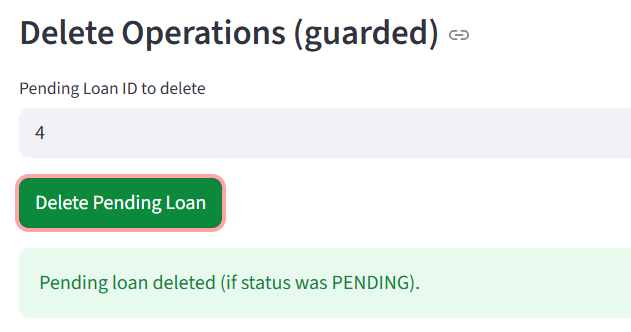 Delete Operations (guarded)
Pending Loan ID to delete
4
Delete Pending Loan
Pending loan deleted (if status was PENDING).